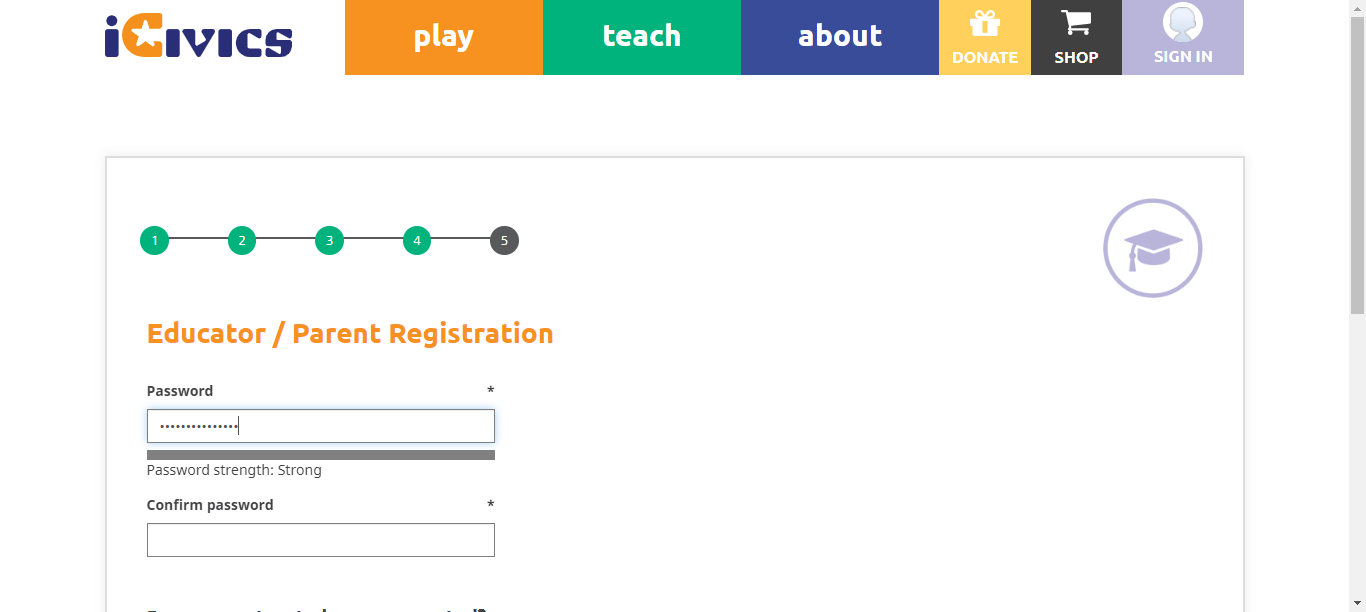 iCivics
play
teach
about
DONATE
SHOP
SIGN IN
1 2 3 4 5
Educator / Parent Registration
Password *
•••••••••••••••
Password strength: Strong
Confirm password *